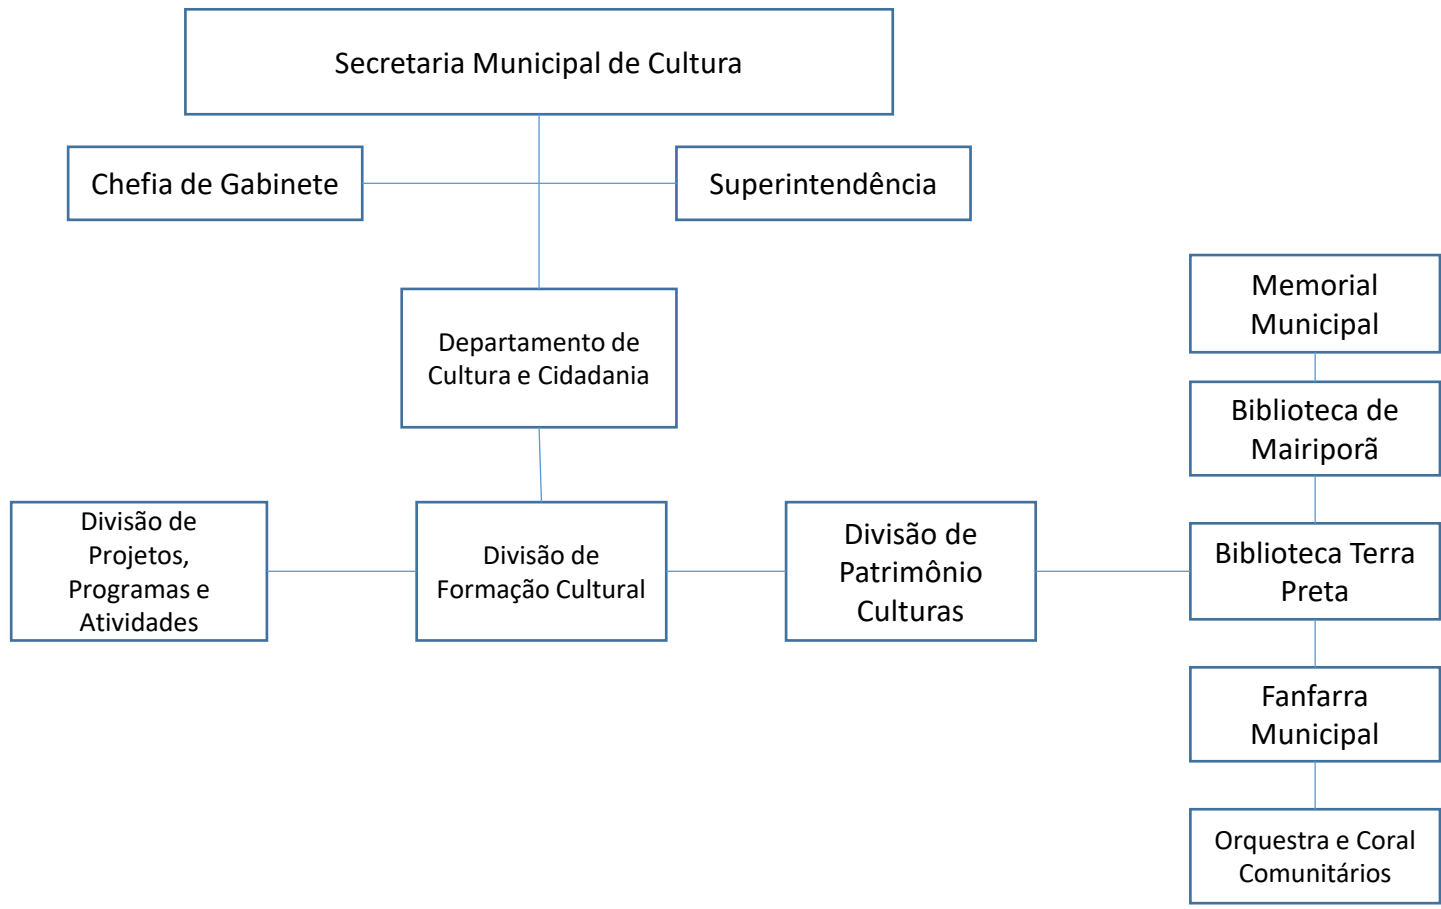 Secretaria Municipal de Cultura
Chefia de Gabinete
Superintendência
Departamento de
Cultura e Cidadania
Divisão de
Projetos,
Programas e
Atividades
Divisão de
Formação Cultural
Divisão de
Patrimônio
Culturas
Memorial
Municipal
Biblioteca de
Mairiporã
Biblioteca Terra
Preta
Fanfarra
Municipal
Orquestra e Coral
Comunitários